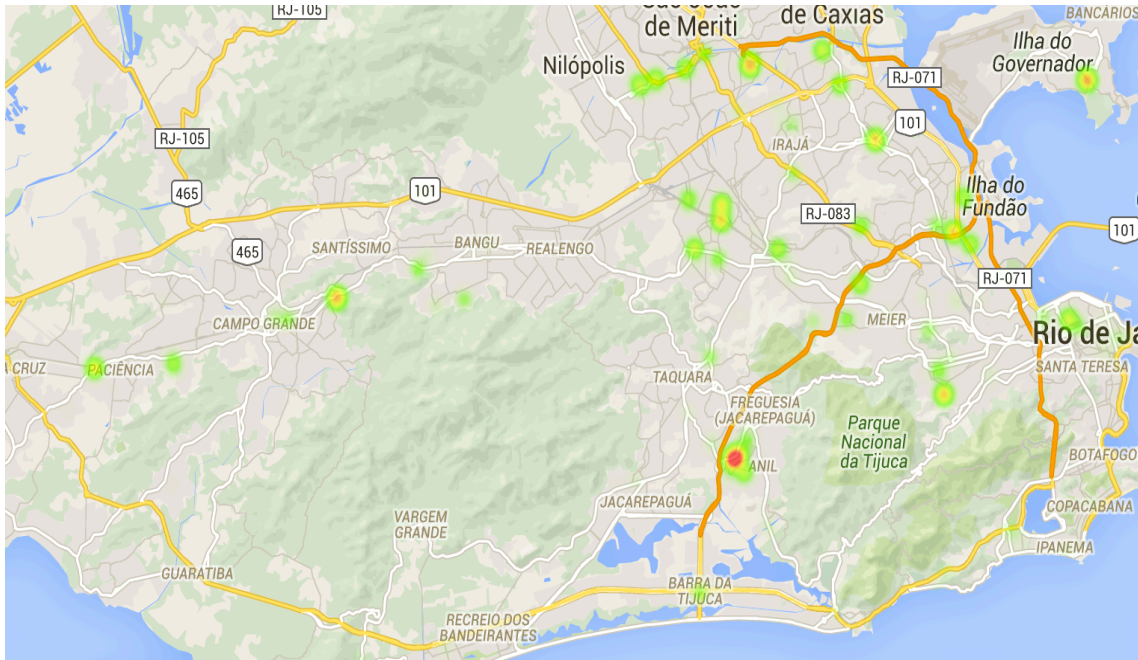 RJ-105
São João
de Meriti
de Caxias
BANCÁRIOS
Ilha do
Governador
Nilópolis
RJ-071
RJ-105
101
IRAJÁ
465
101
Ilha do
Fundão
RJ-083
101
SANTÍSSIMO
BANGU
REALENGO
465
RJ-071
CAMPO GRANDE
MEIER
Rio de Ja
A CRUZ
PACIÊNCIA
SANTA TERESA
TAQUARA
FREGUESIA
(JACAREPAGUÁ)
Parque
Nacional
da Tijuca
ANIL
BOTAFOGO
JACAREPAGUÁ
COPACABANA
VARGEM
GRANDE
IPANEMA
GUARATIBA
BARRA DA
TIJUCA
RECREIO DOS
BANDEIRANTES